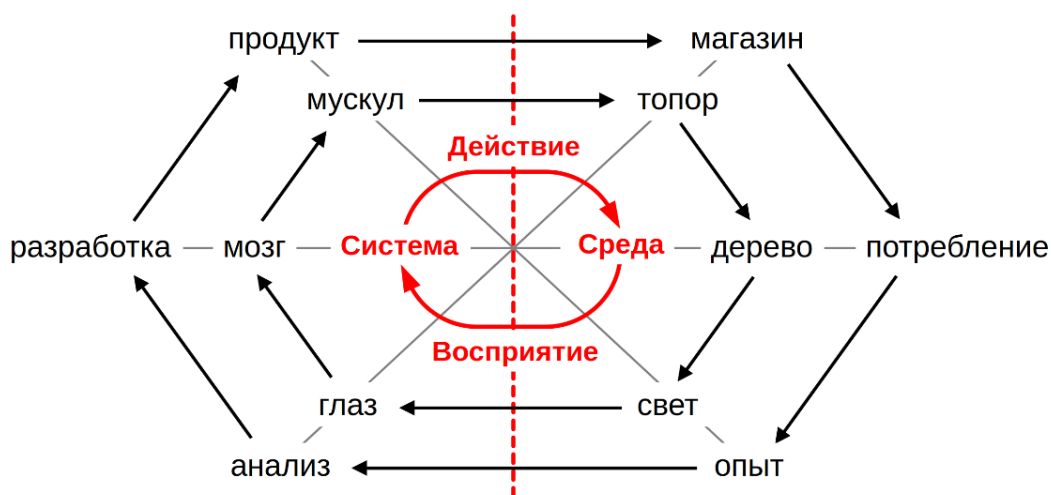 продукт
магазин
мускул
топор
Действие
разработка
мозг
Система
Среда
дерево
потребление
Восприятие
глаз
свет
анализ
опыт